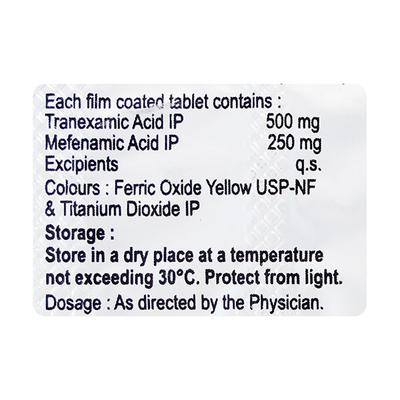 Each film coated tablet contains :
Tranexamic Acid IP 500 mg
Mefenamic Acid IP 250 mg
Excipients q.s.
Colours : Ferric Oxide Yellow USP-NF
& Titanium Dioxide IP
Storage :
Store in a dry place at a temperature
not exceeding 30°C. Protect from light.
Dosage : As directed by the Physician.